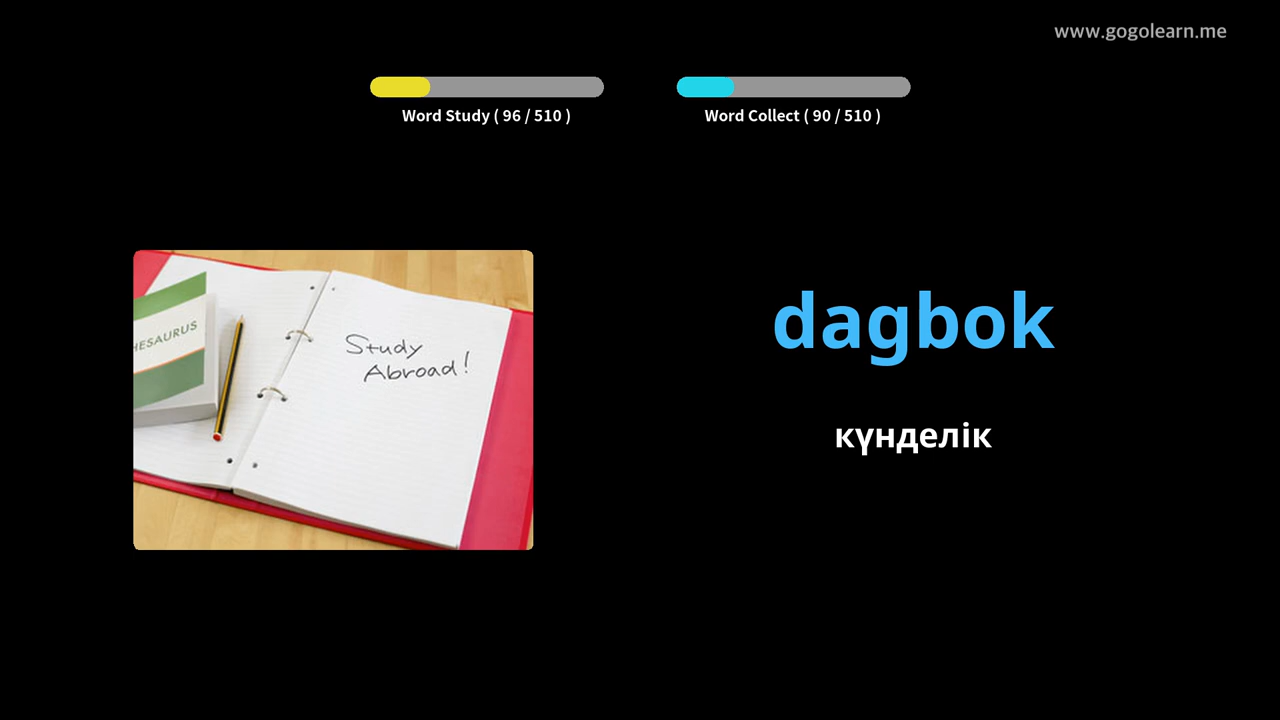 www.gogolearn.me
Word Study ( 96 / 510 )
Word Collect ( 90 / 510 )
HESAURUS
Study
Abroad!
dagbok
күнделік